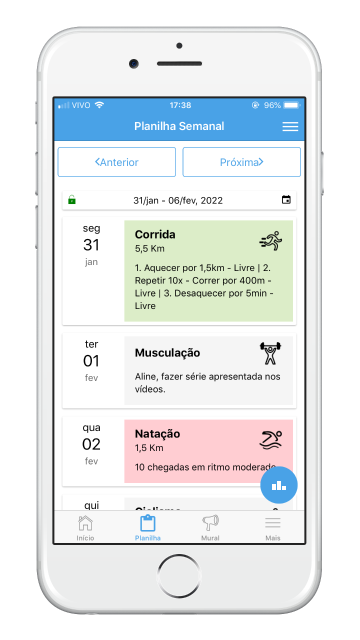 VIVO 17:38 96%
Planilha Semanal
Anterior Próxima
31/jan - 06/fev, 2022
seg
31
jan
Corrida
5,5 Km
1. Aquecer por 1,5km - Livre | 2.
Repetir 10x - Correr por 400m -
Livre | 3. Desaquecer por 5min -
Livre
ter
01
fev
Musculação
Aline, fazer série apresentada nos
vídeos.
qua
02
fev
Natação
1,5 Km
10 chegadas em ritmo moderado
qui
Ciclismo
Início Planilha Mural Mais